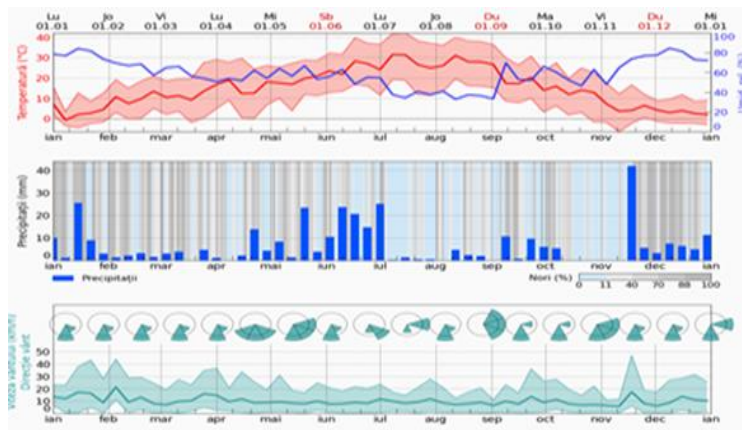 Lu Jo Vi Lu Mi Sb Lu Jo Du Ma Vi Du Mi
01.01 01.02 01.03 01.04 01.05 01.06 01.07 01.08 01.09 01.10 01.11 01.12 01.01
Temperatură (°C)
40
30
20
10
0
100
80
60
40
20
0
ian feb mar apr mai iun iul aug sep oct nov dec ian
Precipitații (mm)
40
30
20
10
0
ian feb mar apr mai iun iul aug sep oct nov dec ian
Precipitații
Nori (%)
0 11 40 70 80 100
Viteza vântului (km/h)
Direcție vânt
50
40
30
20
10
0
ian feb mar apr mai iun iul aug sep oct nov dec ian